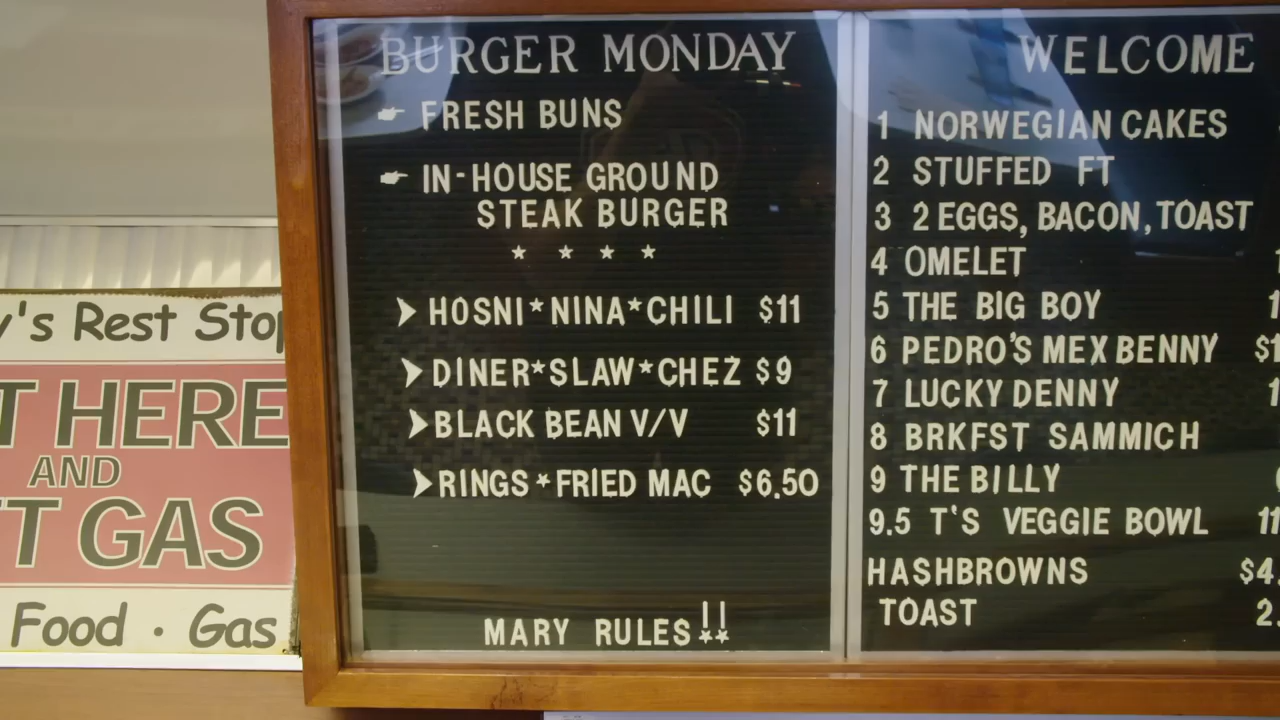 BURGER MONDAY
FRESH BUNS
IN-HOUSE GROUND
STEAK BURGER
* * * *
HOSNI*NINA*CHILI $11
DINER*SLAW*CHEZ $9
BLACK BEAN V/V $11
RINGS*FRIED MAC $6.50
MARY RULES!!
WELCOME
1 NORWEGIAN CAKES
2 STUFFED FT
3 2 EGGS, BACON, TOAST
4 OMELET
5 THE BIG BOY
6 PEDRO'S MEX BENNY
7 LUCKY DENNY
8 BRKFST SAMMICH
9 THE BILLY
9.5 T'S VEGGIE BOWL
HASHBROWNS
TOAST
Rest Stop
HERE
AND
GAS
Food · Gas